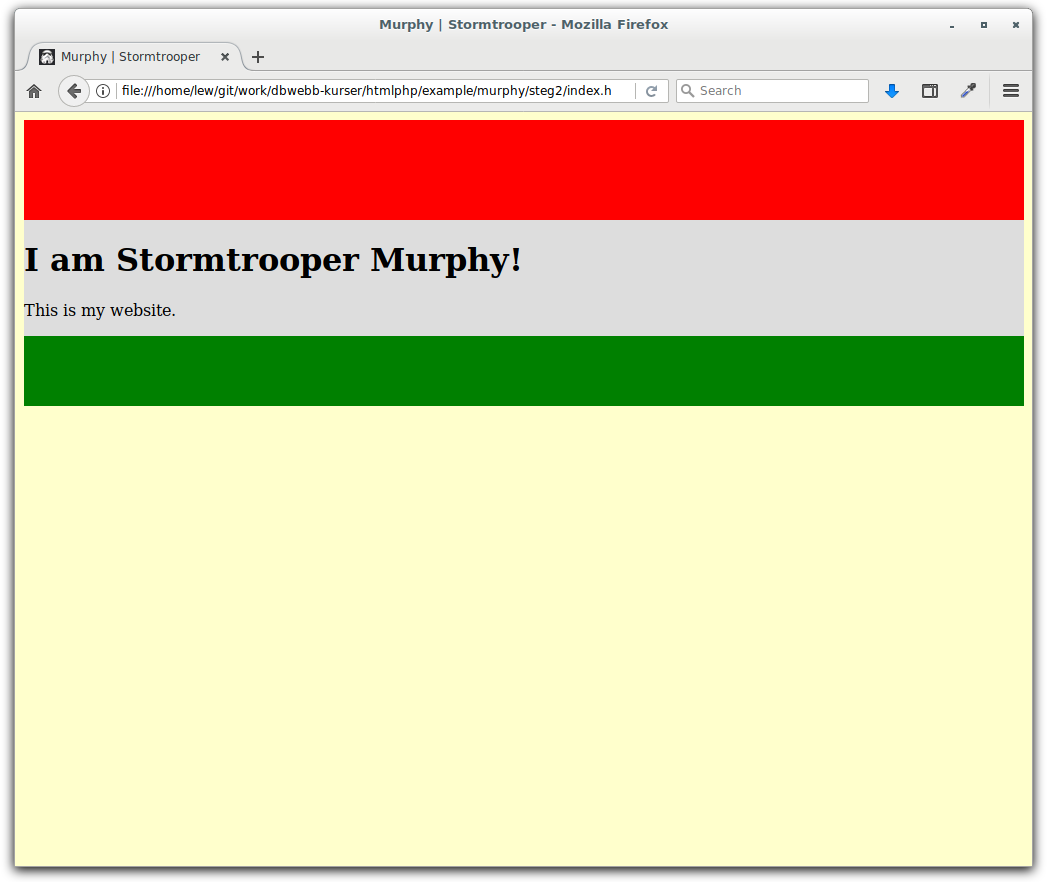 Murphy | Stormtrooper - Mozilla Firefox
Murphy | Stormtrooper
file:///home/lew/git/work/dbwebb-kurser/htmlphp/example/murphy/steg2/index.h
Search
I am Stormtrooper Murphy!
This is my website.